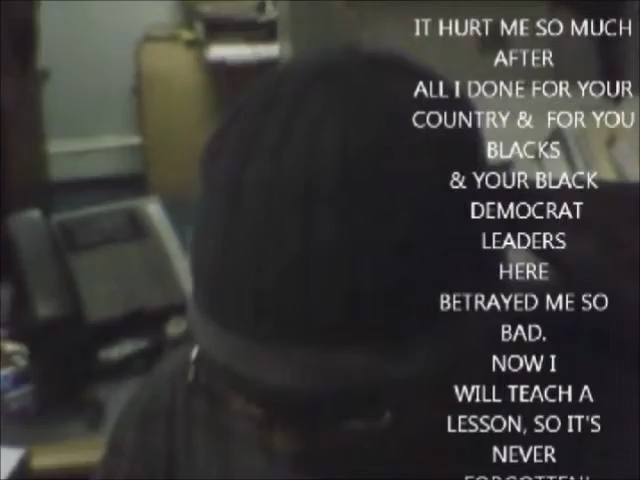 IT HURT ME SO MUCH
AFTER
ALL I DONE FOR YOUR
COUNTRY & FOR YOU
BLACKS
& YOUR BLACK
DEMOCRAT
LEADERS
HERE
BETRAYED ME SO
BAD.
NOW I
WILL TEACH A
LESSON, SO IT'S
NEVER
FORGOTTEN!